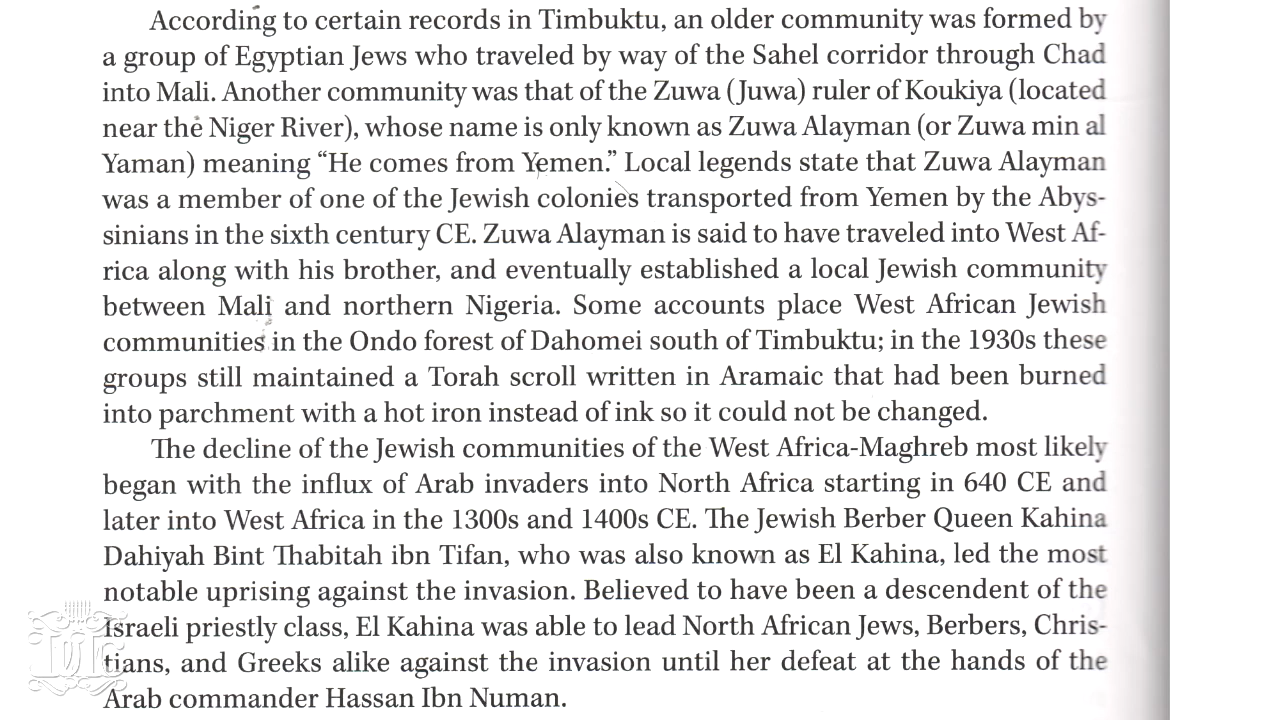 According to certain records in Timbuktu, an older community was formed by
a group of Egyptian Jews who traveled by way of the Sahel corridor through Chad
into Mali. Another community was that of the Zuwa (Juwa) ruler of Koukiya (located
near the Niger River), whose name is only known as Zuwa Alayman (or Zuwa min al
Yaman) meaning “He comes from Yemen.” Local legends state that Zuwa Alayman
was a member of one of the Jewish colonies transported from Yemen by the Abys-
sinians in the sixth century CE. Zuwa Alayman is said to have traveled into West Af-
rica along with his brother, and eventually established a local Jewish community
between Mali and northern Nigeria. Some accounts place West African Jewish
communities in the Ondo forest of Dahomei south of Timbuktu; in the 1930s these
groups still maintained a Torah scroll written in Aramaic that had been burned
into parchment with a hot iron instead of ink so it could not be changed.
The decline of the Jewish communities of the West Africa-Maghreb most likely
began with the influx of Arab invaders into North Africa starting in 640 CE and
later into West Africa in the 1300s and 1400s CE. The Jewish Berber Queen Kahina
Dahiyah Bint Thabitah ibn Tifan, who was also known as El Kahina, led the most
notable uprising against the invasion. Believed to have been a descendent of the
Israeli priestly class, El Kahina was able to lead North African Jews, Berbers, Chris-
tians, and Greeks alike against the invasion until her defeat at the hands of the
Arab commander Hassan Ibn Numan.